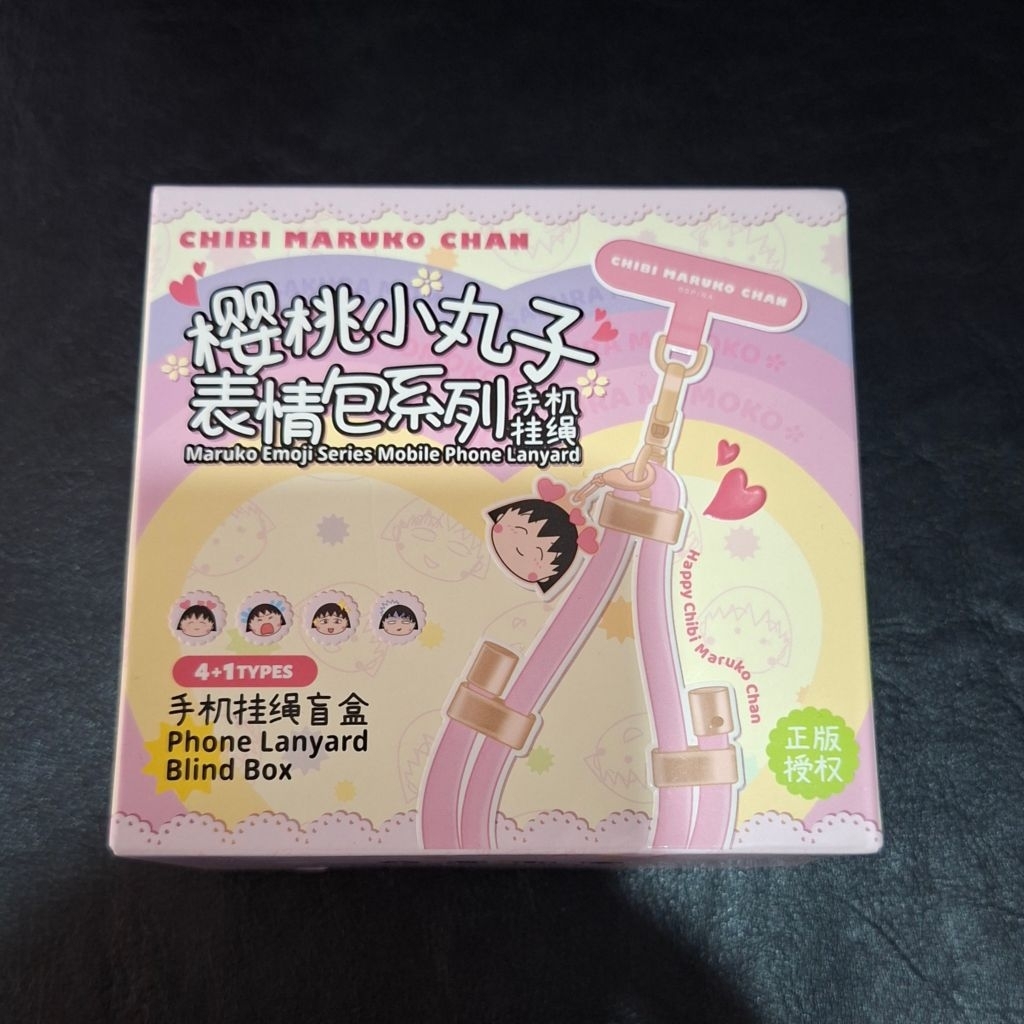 CHIBI MARUKO CHAN
CHIBI MARUKO CHAN
樱桃小丸子
表情包系列
手机
挂绳
Maruko Emoji Series Mobile Phone Lanyard
Happy Chibi Maruko Chan
4+1 TYPES
手机挂绳盲盒
Phone Lanyard
Blind Box
正版
授权